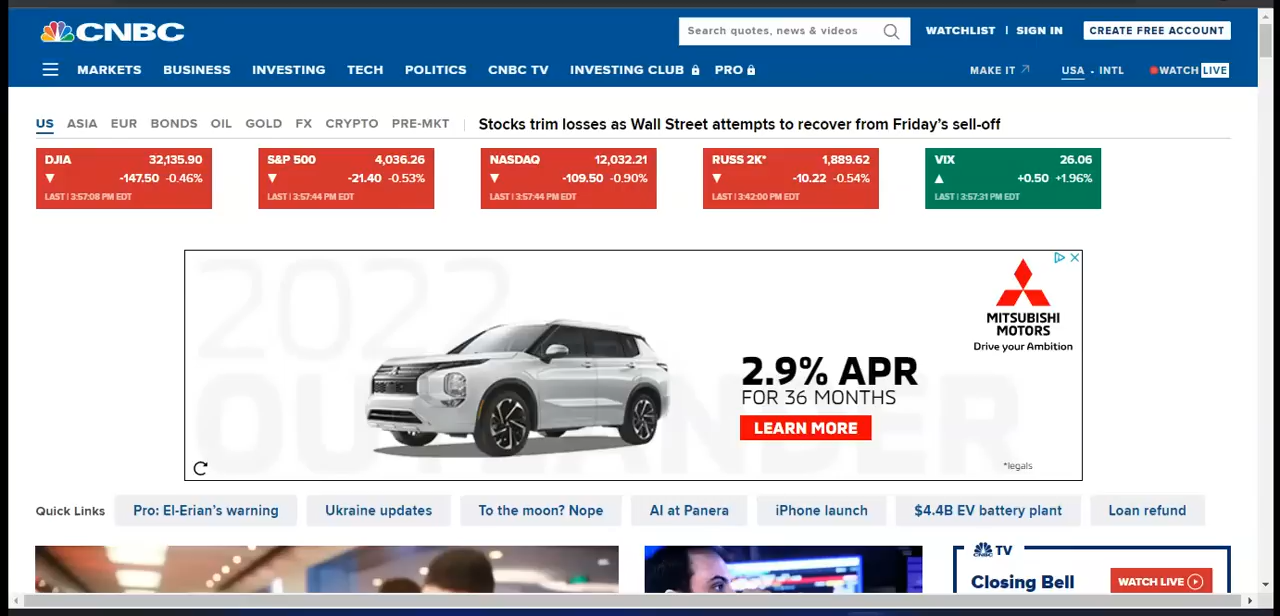 CNBC
Search quotes, news & videos
WATCHLIST | SIGN IN
CREATE FREE ACCOUNT
MARKETS BUSINESS INVESTING TECH POLITICS CNBC TV INVESTING CLUB PRO
MAKE IT
USA • INTL
WATCH LIVE
US ASIA EUR BONDS OIL GOLD FX CRYPTO PRE-MKT
Stocks trim losses as Wall Street attempts to recover from Friday's sell-off
DJIA 32,135.90
▼ -147.50 -0.46%
LAST | 3:57:08 PM EDT
S&P 500 4,036.26
▼ -21.40 -0.53%
LAST | 3:57:44 PM EDT
NASDAQ 12,032.21
▼ -109.50 -0.90%
LAST | 3:57:44 PM EDT
RUSS 2K* 1,889.62
▼ -10.22 -0.54%
LAST | 3:42:00 PM EDT
VIX 26.06
▲ +0.50 +1.96%
LAST | 3:57:31 PM EDT
2022
OUTLANDER
MITSUBISHI
MOTORS
Drive your Ambition
2.9% APR
FOR 36 MONTHS
LEARN MORE
*legals
Quick Links
Pro: El-Erian's warning
Ukraine updates
To the moon? Nope
AI at Panera
iPhone launch
$4.4B EV battery plant
Loan refund
CNBC TV
Closing Bell
WATCH LIVE